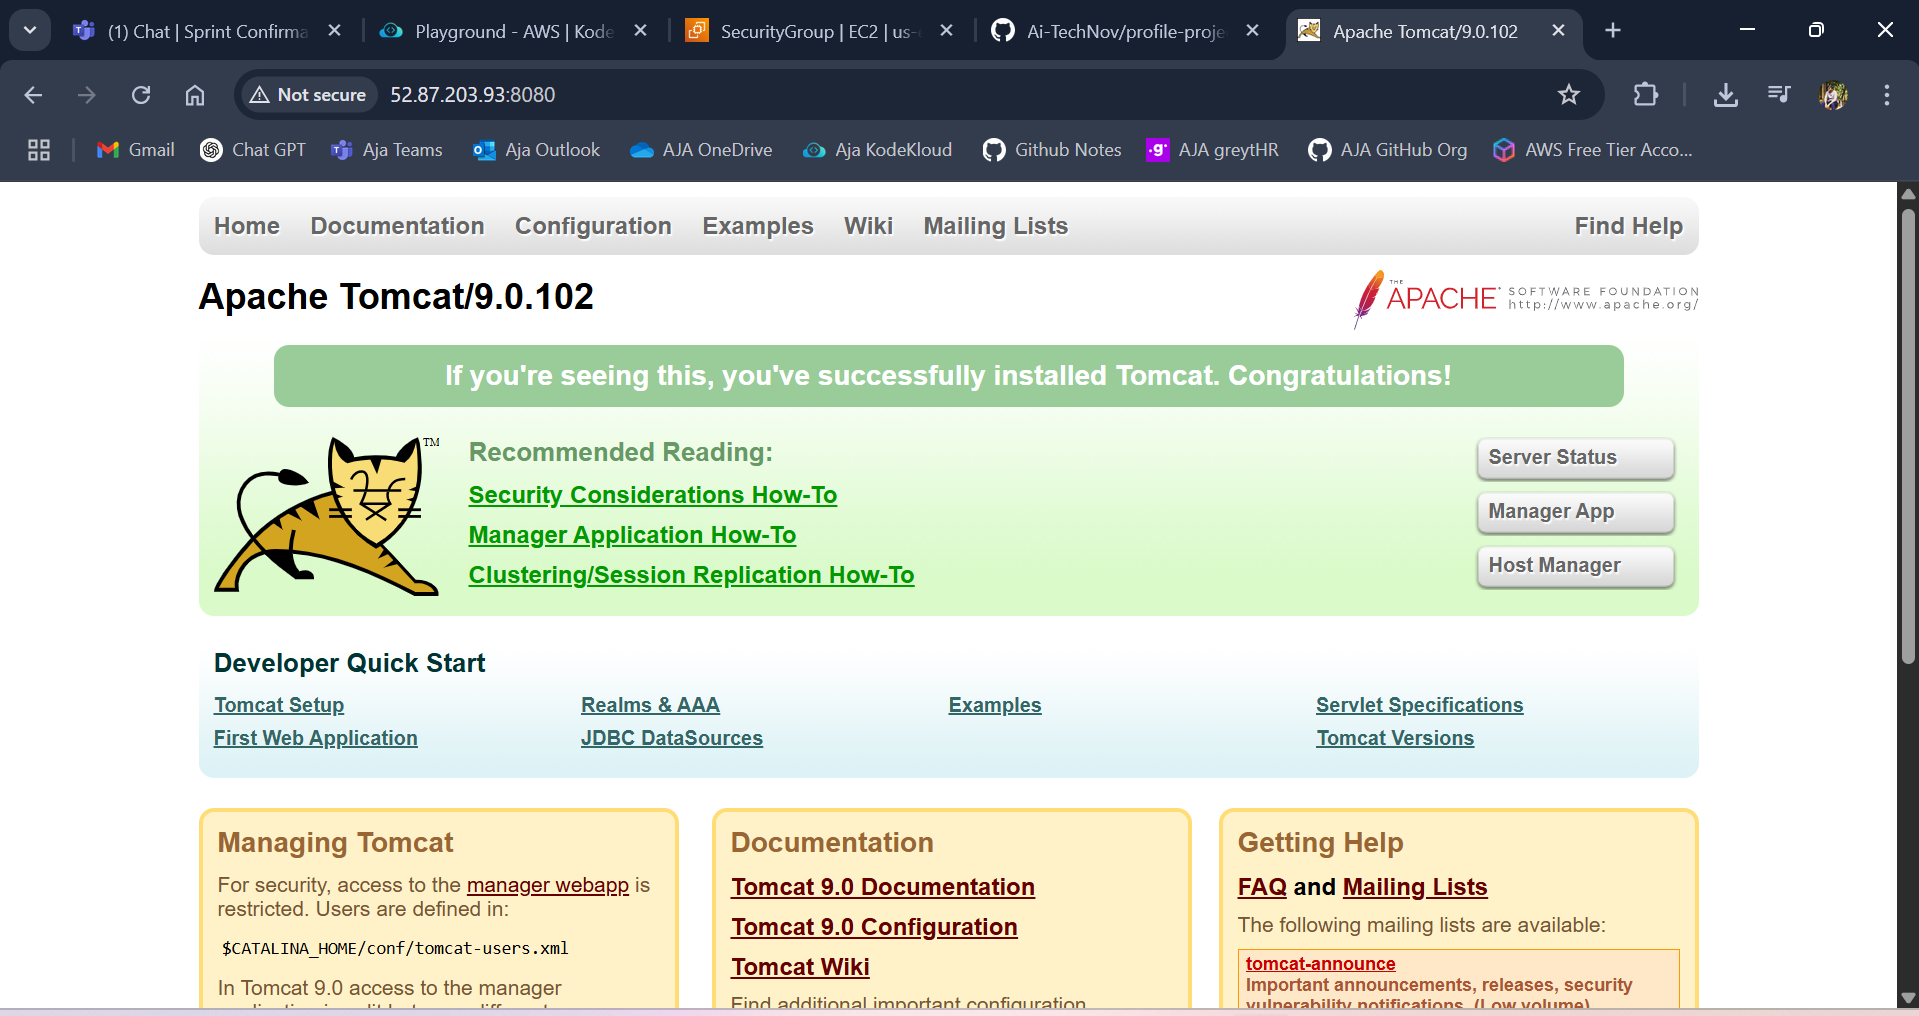 (1) Chat | Sprint Confirma
Playground - AWS | Kode
SecurityGroup | EC2 | us-
Ai-TechNov/profile-proje
Apache Tomcat/9.0.102
Not secure
52.87.203.93:8080
Gmail
Chat GPT
Aja Teams
Aja Outlook
AJA OneDrive
Aja KodeKloud
Github Notes
AJA greytHR
AJA GitHub Org
AWS Free Tier Acco...
Home
Documentation
Configuration
Examples
Wiki
Mailing Lists
Find Help
Apache Tomcat/9.0.102
THE APACHE SOFTWARE FOUNDATION
http://www.apache.org/
If you're seeing this, you've successfully installed Tomcat. Congratulations!
TM
Recommended Reading:
Security Considerations How-To
Manager Application How-To
Clustering/Session Replication How-To
Server Status
Manager App
Host Manager
Developer Quick Start
Tomcat Setup
First Web Application
Realms & AAA
JDBC DataSources
Examples
Servlet Specifications
Tomcat Versions
Managing Tomcat
For security, access to the manager webapp is
restricted. Users are defined in:
$CATALINA_HOME/conf/tomcat-users.xml
In Tomcat 9.0 access to the manager
Documentation
Tomcat 9.0 Documentation
Tomcat 9.0 Configuration
Tomcat Wiki
Find additional important configuration
Getting Help
FAQ and Mailing Lists
The following mailing lists are available:
tomcat-announce
Important announcements, releases, security
vulnerability notifications. (Low volume)